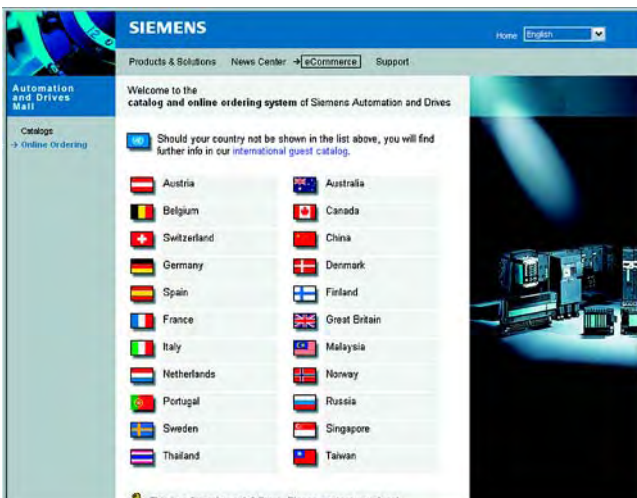 SIEMENS
Home English
Products & Solutions News Center → eCommerce Support
Automation
and Drives
Mall
Catalogs
→ Online Ordering
Welcome to the
catalog and online ordering system of Siemens Automation and Drives
Should your country not be shown in the list above, you will find
further info in our international guest catalog.
Austria
Australia
Belgium
Canada
Switzerland
China
Germany
Denmark
Spain
Finland
France
Great Britain
Italy
Malaysia
Netherlands
Norway
Portugal
Russia
Sweden
Singapore
Thailand
Taiwan